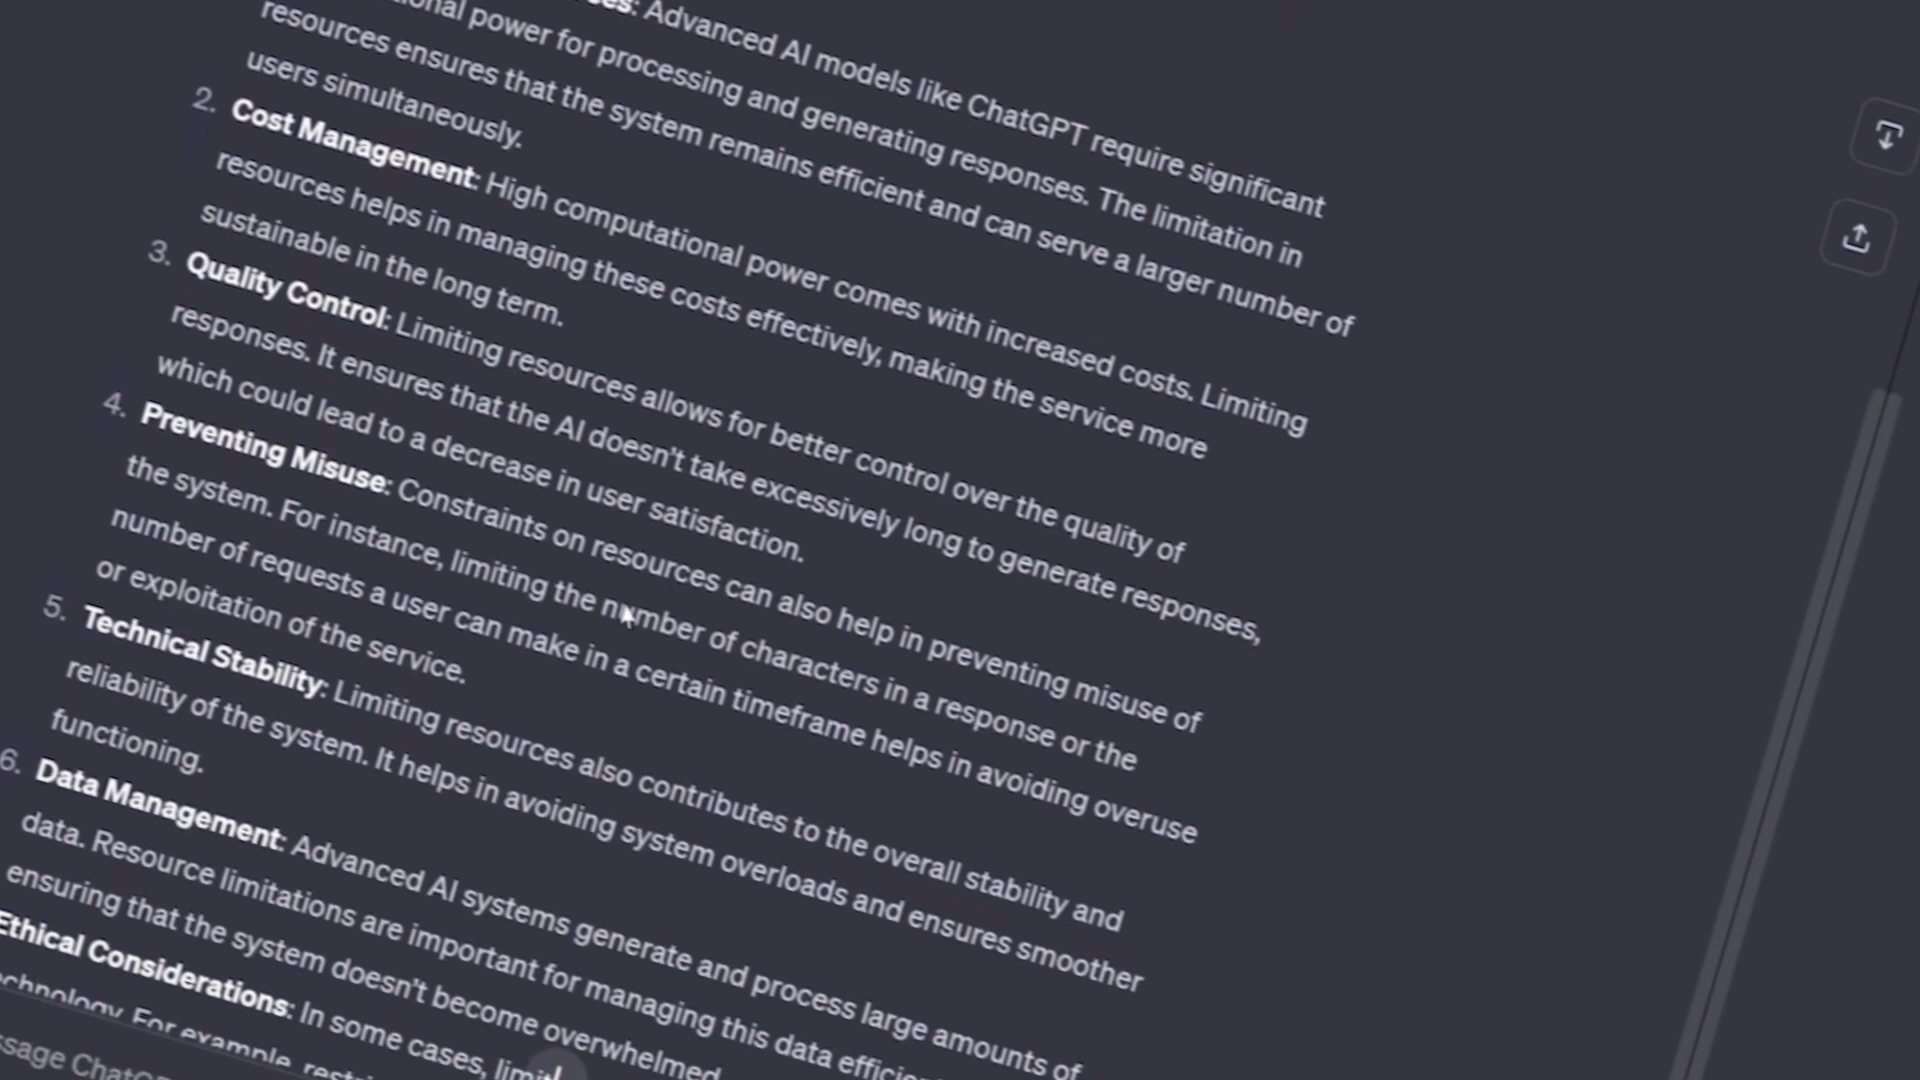 Advanced AI models like ChatGPT require significant
power for processing and generating responses. The limitation in
resources ensures that the system remains efficient and can serve a larger number of
users simultaneously.
2. Cost Management: High computational power comes with increased costs. Limiting
resources helps in managing these costs effectively, making the service more
sustainable in the long term.
3. Quality Control: Limiting resources allows for better control over the quality of
responses. It ensures that the AI doesn't take excessively long to generate responses,
which could lead to a decrease in user satisfaction.
4. Preventing Misuse: Constraints on resources can also help in preventing misuse of
the system. For instance, limiting the number of characters in a response or the
number of requests a user can make in a certain timeframe helps in avoiding overuse
or exploitation of the service.
5. Technical Stability: Limiting resources also contributes to the overall stability and
reliability of the system. It helps in avoiding system overloads and ensures smoother
functioning.
6. Data Management: Advanced AI systems generate and process large amounts of
data. Resource limitations are important for managing this data
ensuring that the system doesn't become overwhelmed
Ethical Considerations: In some cases,
For example,